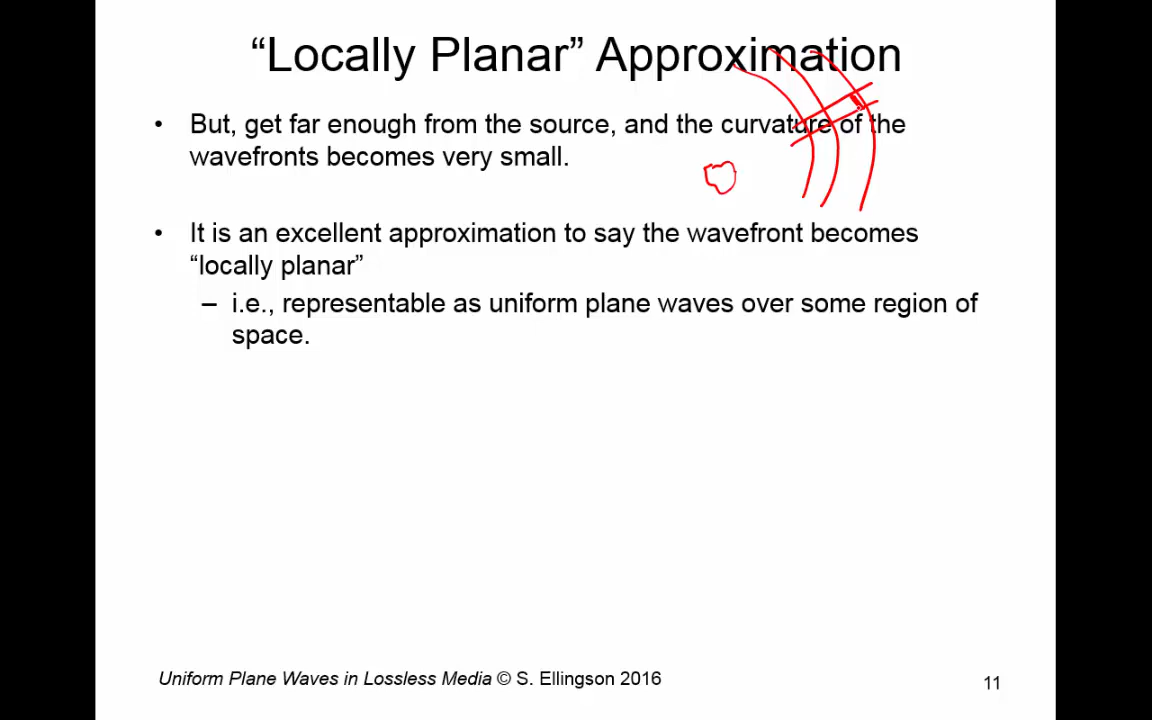 “Locally Planar” Approximation
• But, get far enough from the source, and the curvature of the
wavefronts becomes very small.
• It is an excellent approximation to say the wavefront becomes
“locally planar”
– i.e., representable as uniform plane waves over some region of
space.
Uniform Plane Waves in Lossless Media © S. Ellingson 2016
11